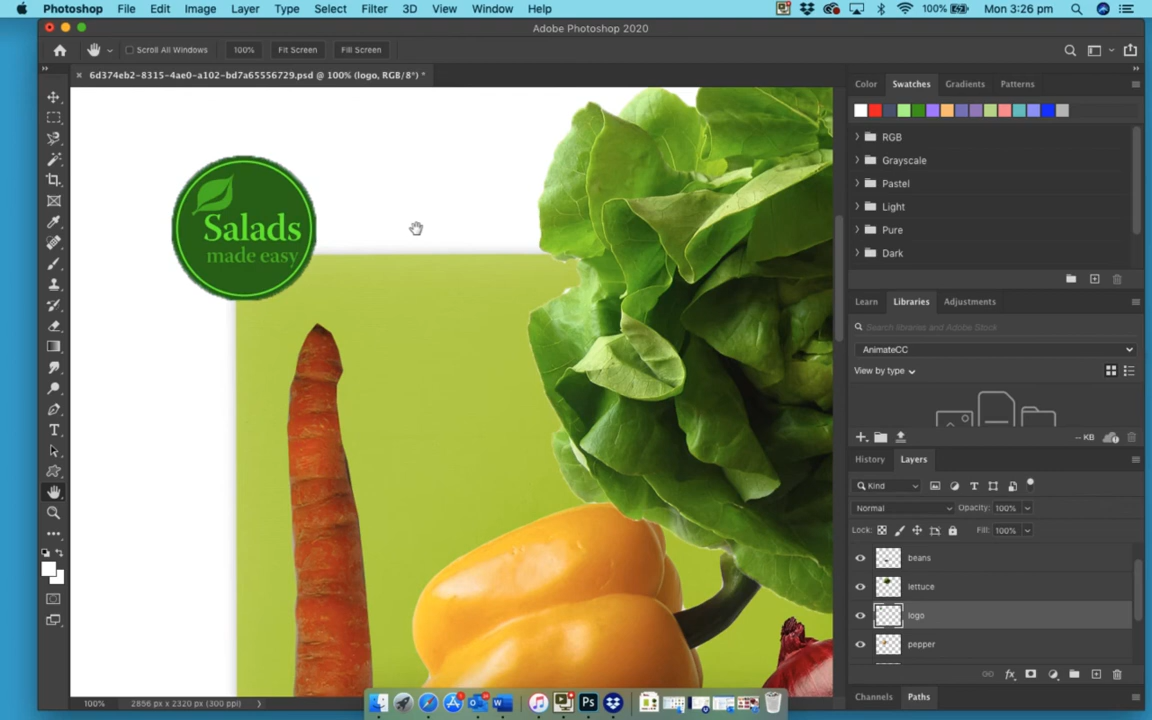 Photoshop File Edit Image Layer Type Select Filter 3D View Window Help 100% Mon 3:26 pm
Adobe Photoshop 2020
Scroll All Windows 100% Fit Screen Fill Screen
6d374eb2-8315-4ae0-a102-bd7a65556729.psd @ 100% (logo, RGB/8*) *
Color Swatches Gradients Patterns
RGB
Grayscale
Pastel
Light
Pure
Dark
Salads
made easy
Learn Libraries Adjustments
Search libraries and Adobe Stock
AnimateCC
View by type
-- KB
History Layers
Kind
Normal Opacity: 100%
Lock: Fill: 100%
beans
lettuce
logo
pepper
Channels Paths
100% 2856 px x 2320 px (300 ppi)